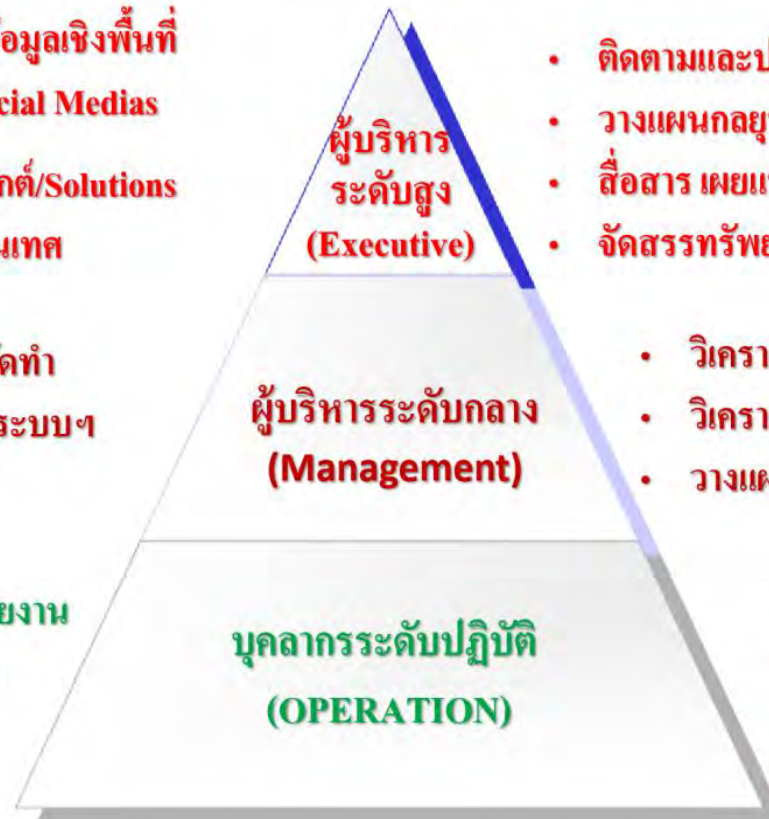 ข้อมูลเชิงพื้นที่
cial Medias
/Solutions
นเทศ
จัดทำ
ระบบฯ
ยงาน
ผู้บริหาร
ระดับสูง
(Executive)
ผู้บริหารระดับกลาง
(Management)
บุคลากรระดับปฏิบัติ
(OPERATION)
• ติดตามและป
• วางแผนกลยุ
• สื่อสาร เผยแ
• จัดสรรทรัพย
• วิเครา
• วิเครา
• วางแผ